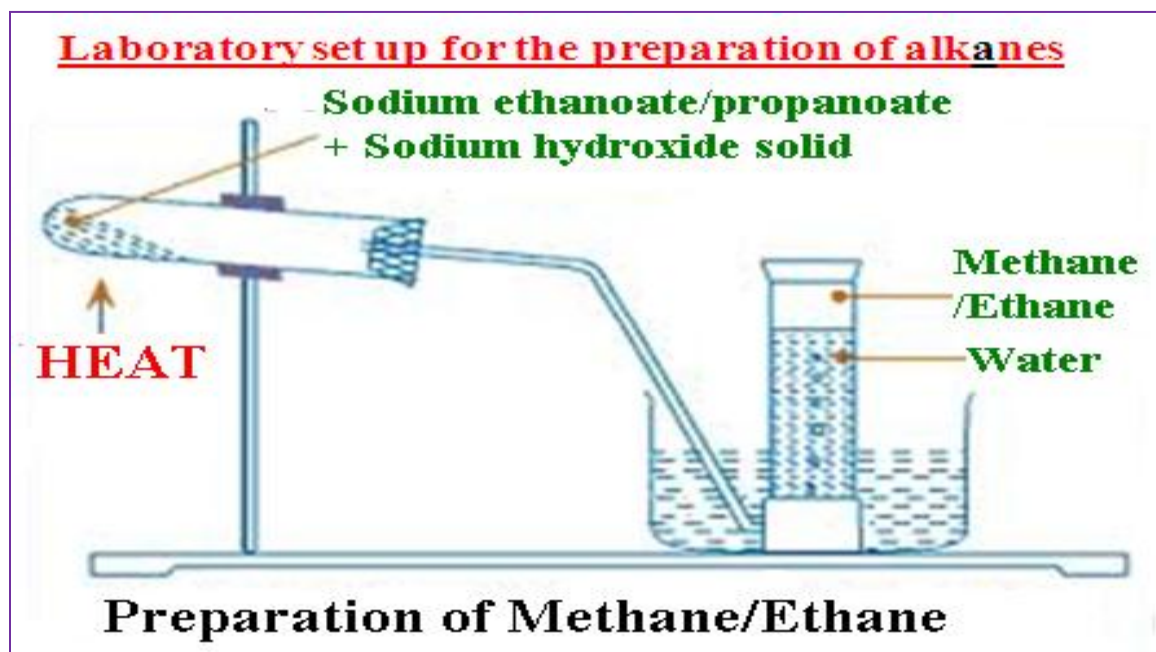 Laboratory set up for the preparation of alkanes
Sodium ethanoate/propanoate
+ Sodium hydroxide solid
Methane
/Ethane
Water
HEAT
Preparation of Methane/Ethane